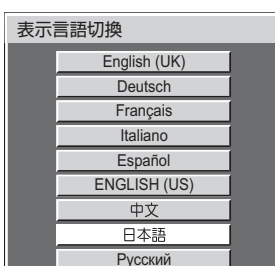 表示言語切換
English (UK)
Deutsch
Français
Italiano
Español
ENGLISH (US)
中文
日本語
Русский